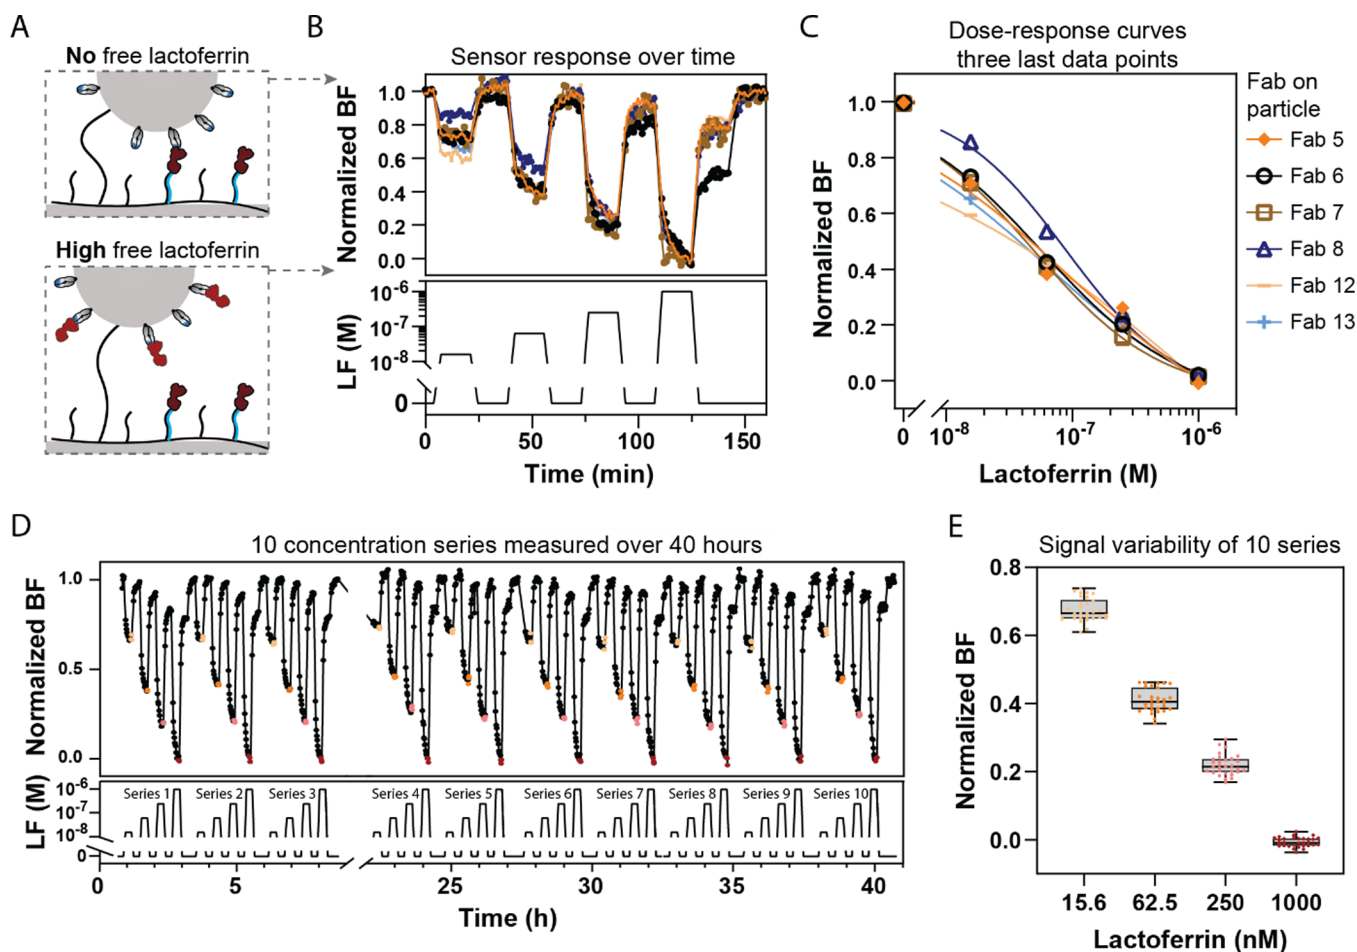 A
No free lactoferrin
High free lactoferrin
B
Sensor response over time
Normalized BF
1.0
0.8
0.6
0.4
0.2
0.0
LF (M)
10⁻⁶
10⁻⁷
10⁻⁸
0
0
50
100
150
Time (min)
C
Dose-response curves
three last data points
Normalized BF
1.0
0.8
0.6
0.4
0.2
0.0
0
10⁻⁸
10⁻⁷
10⁻⁶
Lactoferrin (M)
Fab on
particle
Fab 5
Fab 6
Fab 7
Fab 8
Fab 12
Fab 13
D
10 concentration series measured over 40 hours
Normalized BF
1.0
0.5
0.0
LF (M)
10⁻⁶
10⁻⁷
10⁻⁸
0
Series 1
Series 2
Series 3
Series 4
Series 5
Series 6
Series 7
Series 8
Series 9
Series 10
0
5
25
30
35
40
Time (h)
E
Signal variability of 10 series
Normalized BF
0.8
0.6
0.4
0.2
0.0
15.6
62.5
250
1000
Lactoferrin (nM)